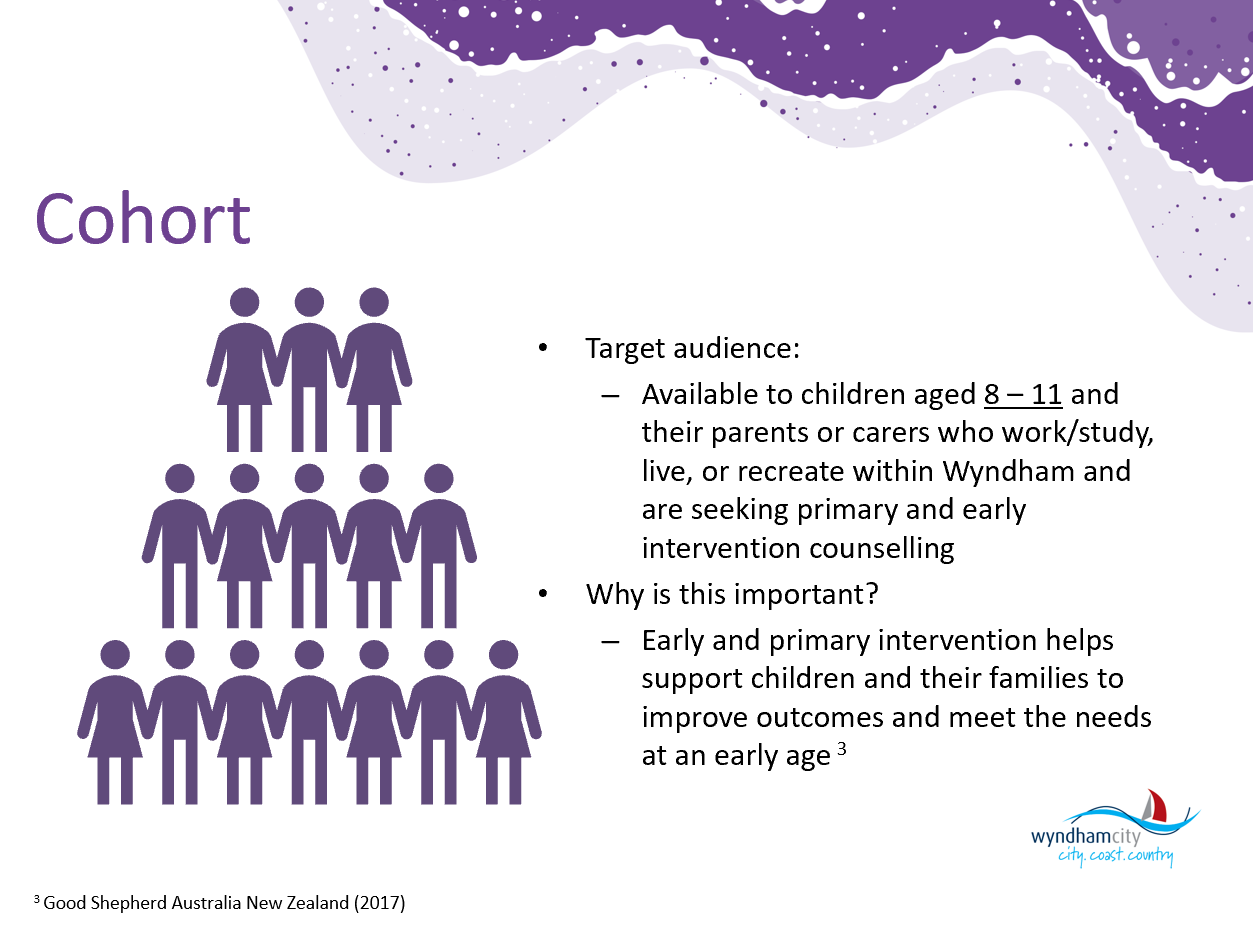 Cohort
• Target audience:
– Available to children aged 8 – 11 and
their parents or carers who work/study,
live, or recreate within Wyndham and
are seeking primary and early
intervention counselling
• Why is this important?
– Early and primary intervention helps
support children and their families to
improve outcomes and meet the needs
at an early age ³
wyndhamcity
city. coast. country
³ Good Shepherd Australia New Zealand (2017)